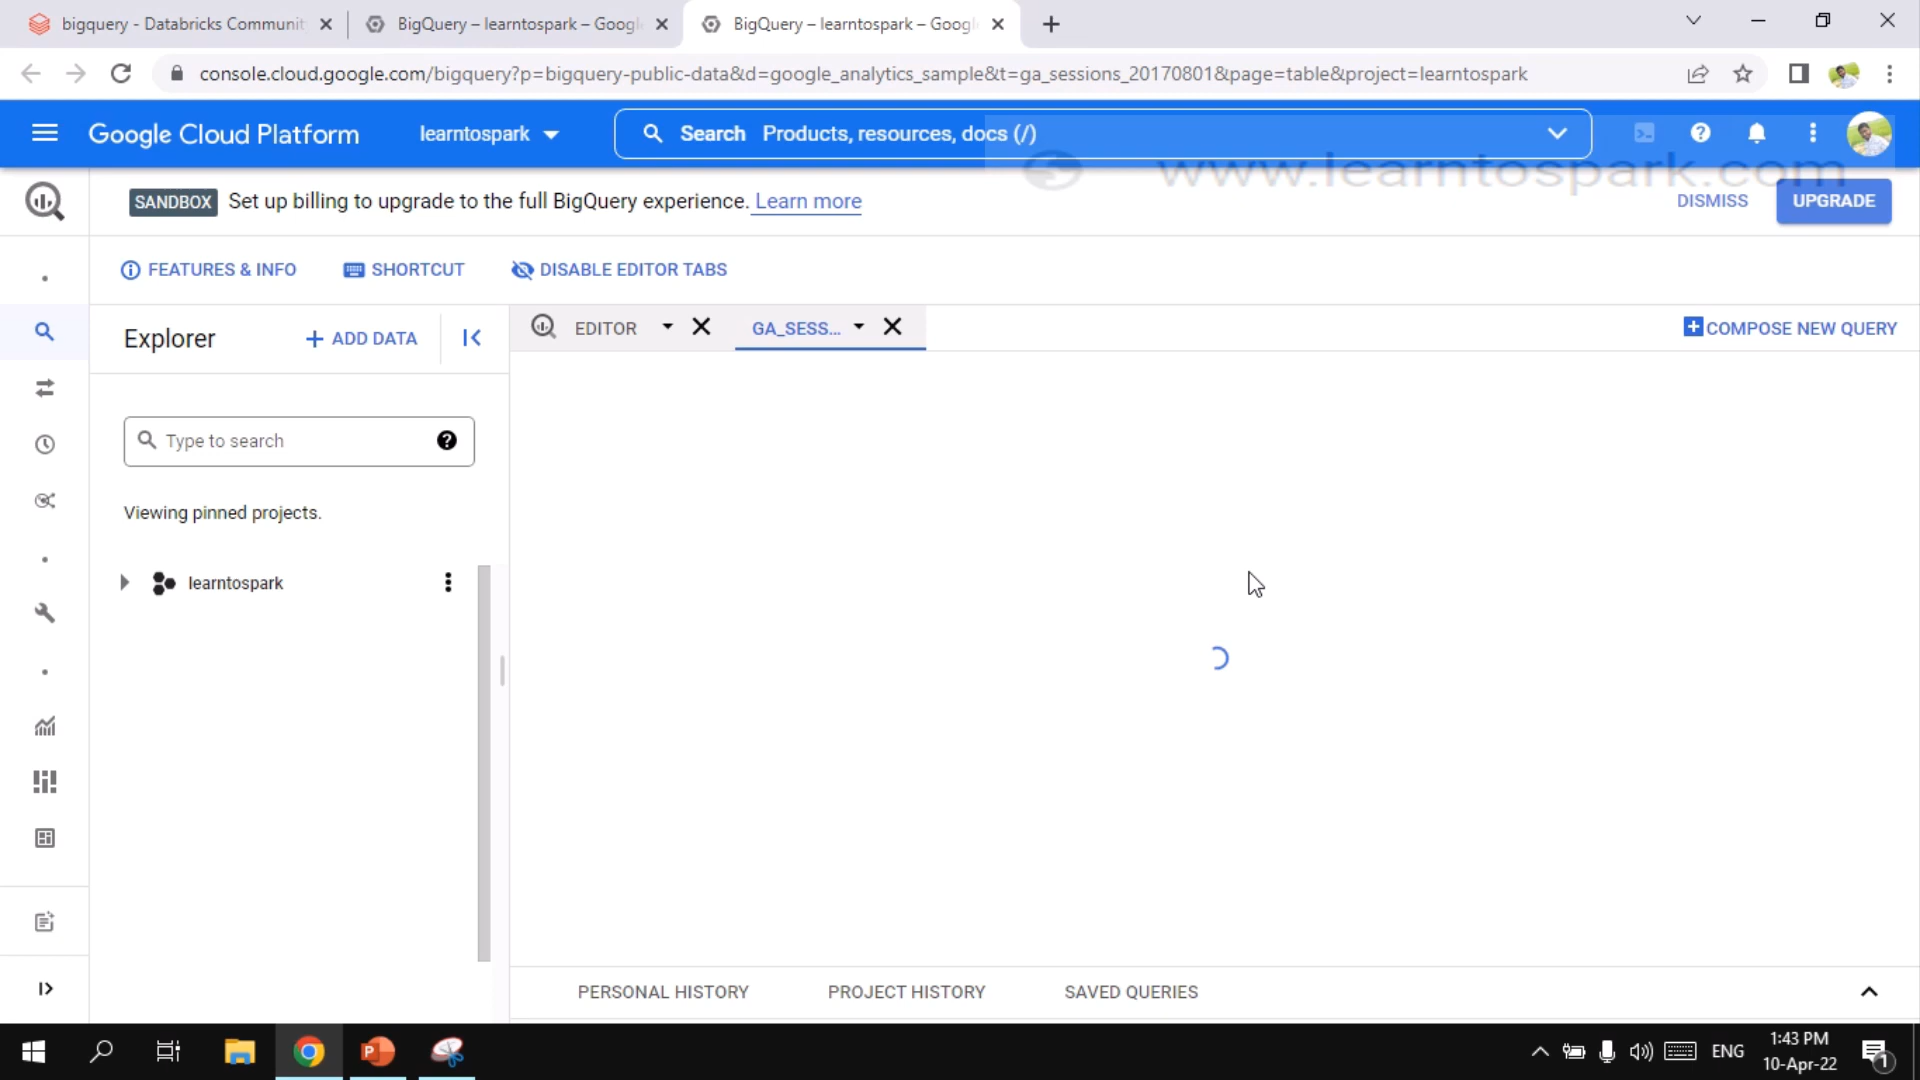 bigquery - Databricks Communit
BigQuery – learntospark – Googl
BigQuery – learntospark – Googl
console.cloud.google.com/bigquery?p=bigquery-public-data&d=google_analytics_sample&t=ga_sessions_20170801&page=table&project=learntospark
Google Cloud Platform
learntospark
Search Products, resources, docs (/)
www.learntospark.com
SANDBOX Set up billing to upgrade to the full BigQuery experience. Learn more
DISMISS
UPGRADE
FEATURES & INFO
SHORTCUT
DISABLE EDITOR TABS
Explorer
+ ADD DATA
EDITOR
GA_SESS...
COMPOSE NEW QUERY
Type to search
Viewing pinned projects.
learntospark
PERSONAL HISTORY
PROJECT HISTORY
SAVED QUERIES
ENG
1:43 PM
10-Apr-22
1